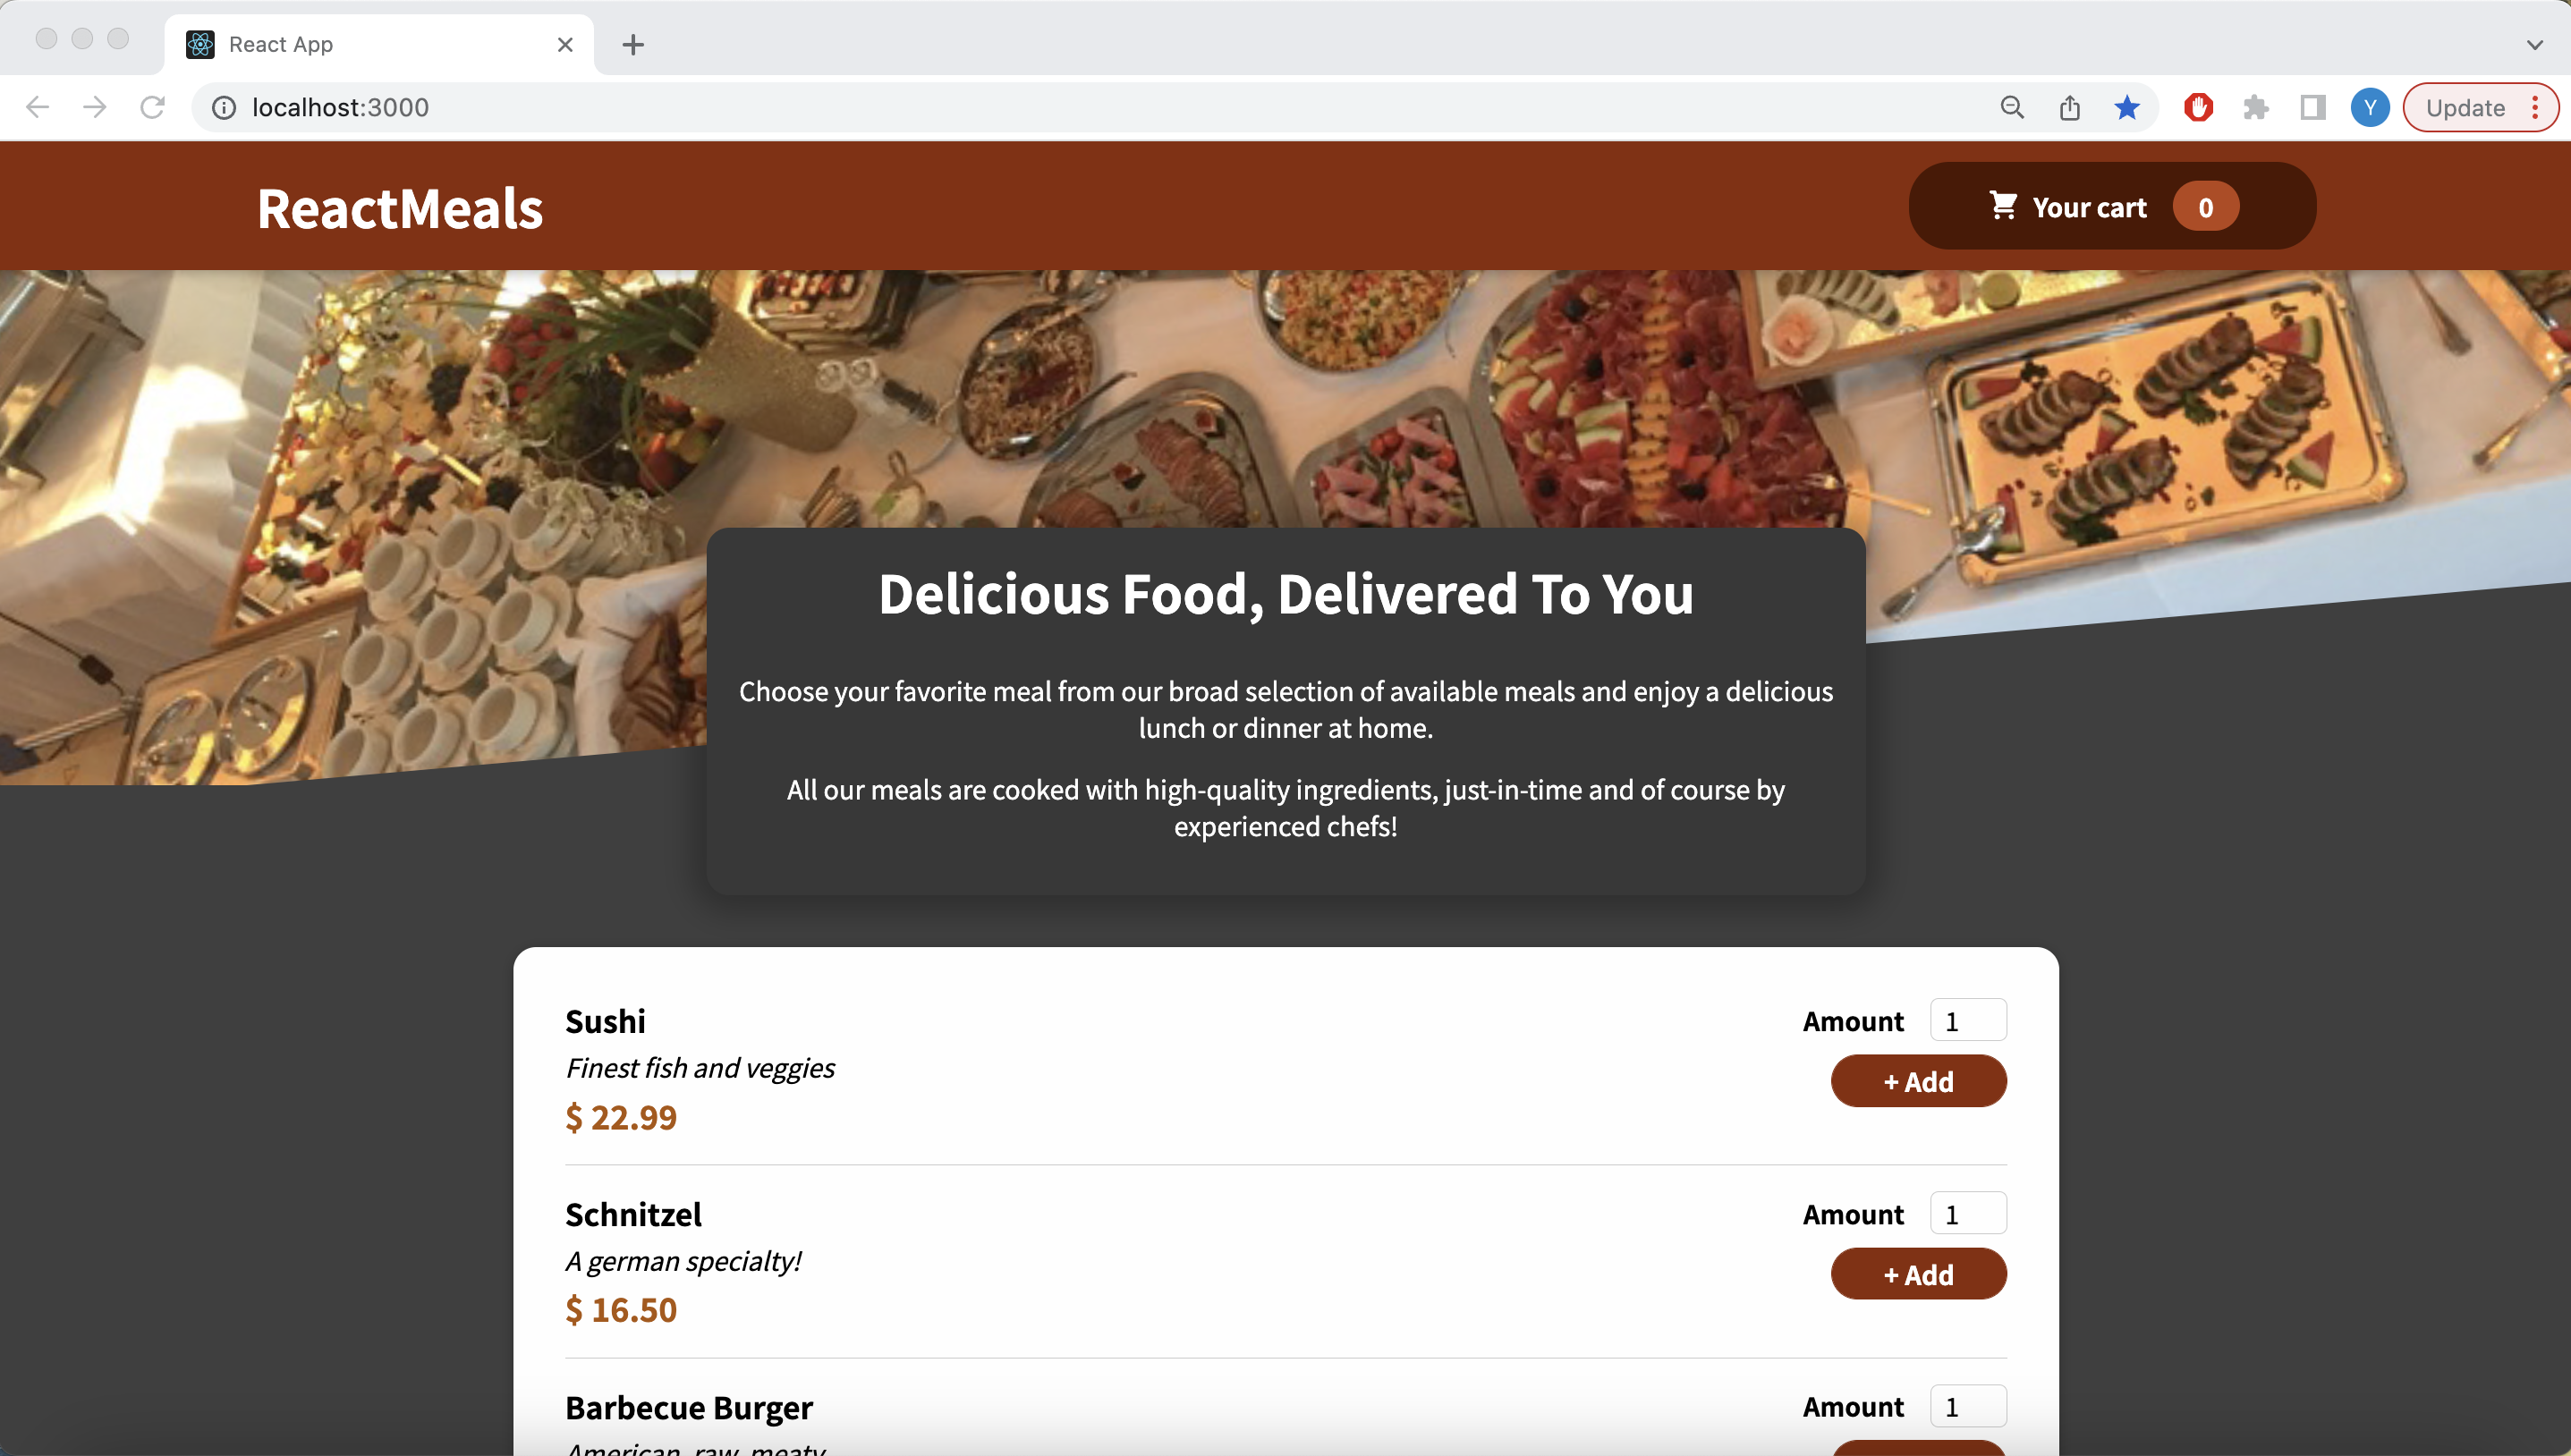 React App
localhost:3000
Y
Update
ReactMeals
Your cart 0
Delicious Food, Delivered To You
Choose your favorite meal from our broad selection of available meals and enjoy a delicious
lunch or dinner at home.
All our meals are cooked with high-quality ingredients, just-in-time and of course by
experienced chefs!
Sushi
Finest fish and veggies
$ 22.99
Amount 1
+ Add
Schnitzel
A german specialty!
$ 16.50
Amount 1
+ Add
Barbecue Burger
American, raw, meaty
Amount 1